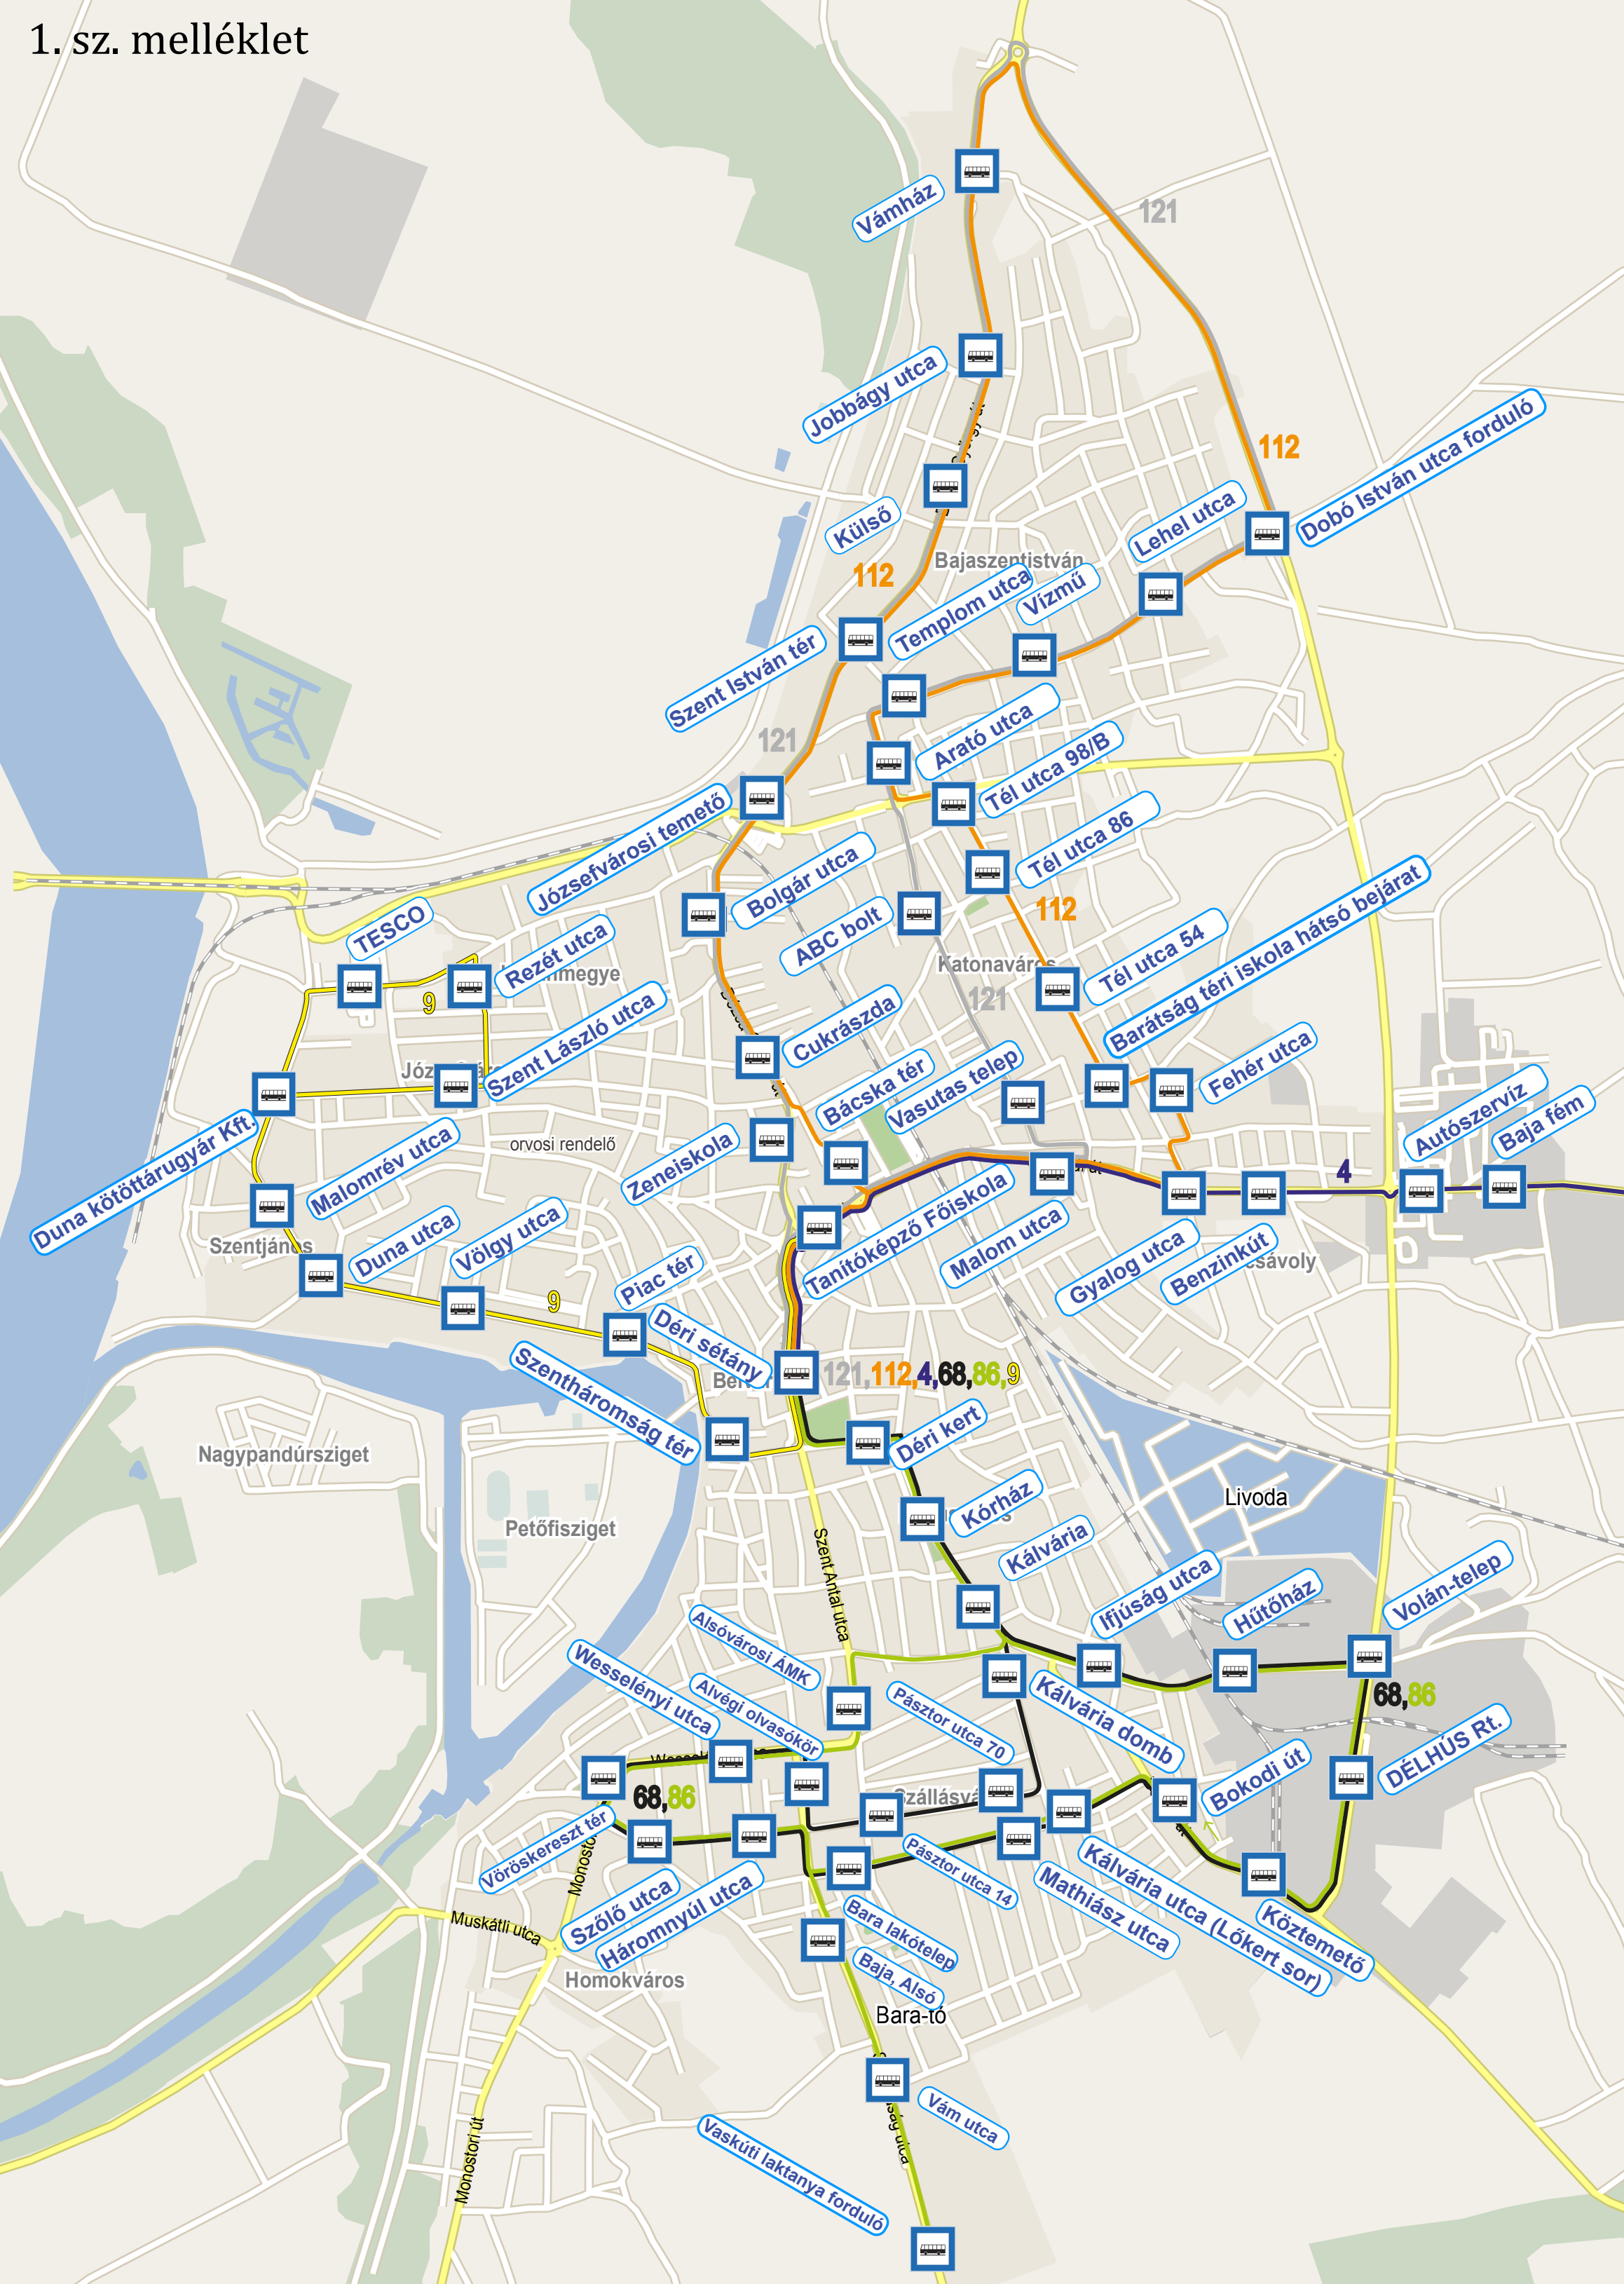 1. sz. melléklet
Vámház
121
Jobbágy utca
112
Dobó István utca forduló
Külső
Lehel utca
Bajaszentistván
112
Templom utca
Vízmű
Szent István tér
Arató utca
121
Tél utca 98/B
Józsefvárosi temető
Tél utca 86
Bolgár utca
ABC bolt
112
Barátság téri iskola hátsó bejárat
TESCO
Rezét utca
Katonaváros
Tél utca 54
9
121
Szent László utca
Cukrászda
Bácska tér
Vasutas telep
Fehér utca
Autószervíz
Baja fém
Duna kötöttárugyár Kft.
Malomrév utca
orvosi rendelő
Zeneiskola
4
Szentjános
Duna utca
Völgy utca
Tanítóképző Főiskola
Malom utca
Gyalog utca
Benzinkút
9
Piac tér
Déri sétány
Szentháromság tér
121,112,4,68,86,9
Déri kert
Nagypandúrsziget
Petőfisziget
Kórház
Livoda
Szent Antal utca
Kálvária
Ifjúság utca
Hűtőház
Volán-telep
Alsóvárosi ÁMK
Wesselényi utca
Alvégi olvasókör
Pásztor utca 70
Kálvária domb
68,86
DÉLHÚS Rt.
Bokodi út
68,86
Vöröskereszt tér
Szőlő utca
Háromnyúl utca
Pásztor utca 14
Mathiász utca
Kálvária utca (Lőkert sor)
Köztemető
Muskátli utca
Bara lakótelep
Baja, Alsó
Homokváros
Bara-tó
Vám utca
Monostori út
Vaskúti laktanya forduló